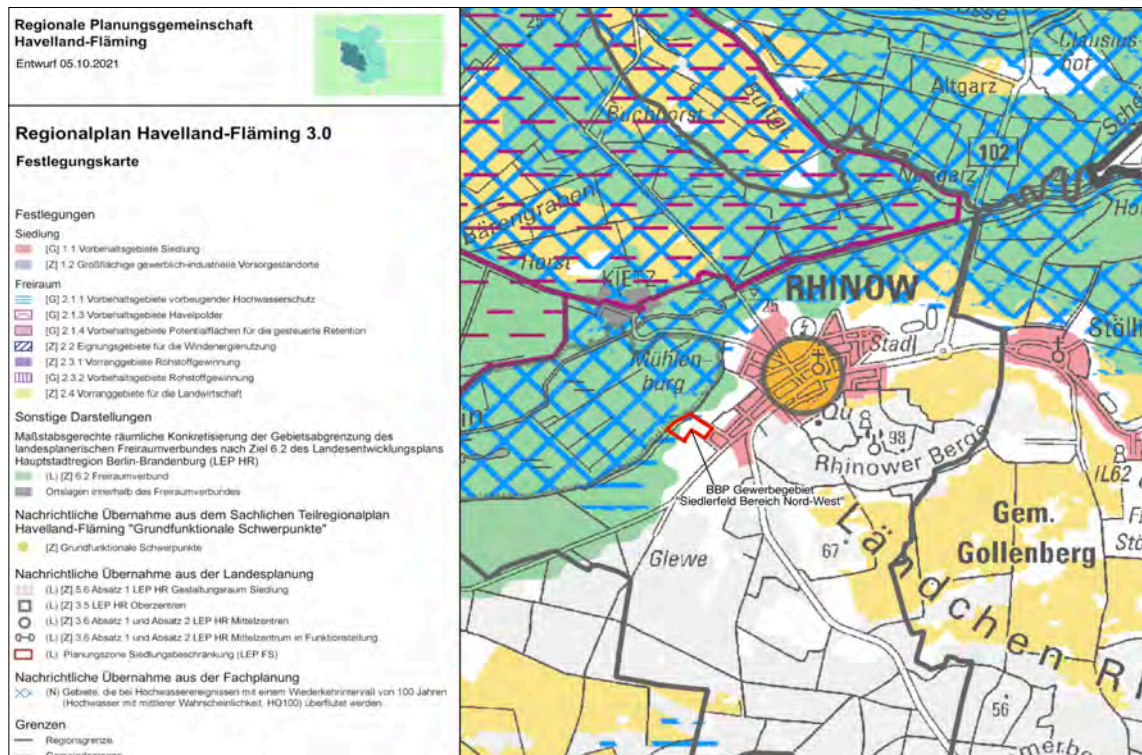 Regionale Planungsgemeinschaft
Havelland-Fläming
Entwurf 05.10.2021
Regionalplan Havelland-Fläming 3.0
Festlegungskarte
Festlegungen
Siedlung
[G] 1.1 Vorbehaltsgebiete Siedlung
[Z] 1.2 Großflächige gewerblich-industrielle Vorsorgestandorte
Freiraum
[G] 2.1.1 Vorbehaltsgebiete vorbeugender Hochwasserschutz
[G] 2.1.3 Vorbehaltsgebiete Havelpolder
[G] 2.1.4 Vorbehaltsgebiete Potentialflächen für die gesteuerte Retention
[Z] 2.2 Eignungsgebiete für die Windenergienutzung
[Z] 2.3.1 Vorranggebiete Rohstoffgewinnung
[G] 2.3.2 Vorbehaltsgebiete Rohstoffgewinnung
[Z] 2.4 Vorranggebiete für die Landwirtschaft
Sonstige Darstellungen
Maßstabsgerechte räumliche Konkretisierung der Gebietsabgrenzung des
landesplanerischen Freiraumverbundes nach Ziel 6.2 des Landesentwicklungsplans
Hauptstadtregion Berlin-Brandenburg (LEP HR)
(L) [Z] 6.2 Freiraumverbund
Ortslagen innerhalb des Freiraumverbundes
Nachrichtliche Übernahme aus dem Sachlichen Teilregionalplan
Havelland-Fläming "Grundfunktionale Schwerpunkte"
[Z] Grundfunktionale Schwerpunkte
Nachrichtliche Übernahme aus der Landesplanung
(L) [Z] 5.6 Absatz 1 LEP HR Gestaltungsraum Siedlung
(L) [Z] 3.5 LEP HR Oberzentren
(L) [Z] 3.6 Absatz 1 und Absatz 2 LEP HR Mittelzentren
(L) [Z] 3.6 Absatz 1 und Absatz 2 LEP HR Mittelzentrum in Funktionsteilung
(L) Planungszone Siedlungsbeschränkung (LEP FS)
Nachrichtliche Übernahme aus der Fachplanung
(N) Gebiete, die bei Hochwasserereignissen mit einem Wiederkehrintervall von 100 Jahren
(Hochwasser mit mittlerer Wahrscheinlichkeit, HQ100) überflutet werden
Grenzen
Regionsgrenze
Gemeindegrenze
25
Clausius-
hof
Altgarz
Buchhorst
102
Bärengraben
Horst
KIETZ
25
RHINOW
Stadt
Mühlen-
burg
Qu
98
Rhinower Berge
BBP Gewerbegebiet
"Siedlerfeld Bereich Nord-West"
IL62
Gem.
Gollenberg
67
Glewe
Ländchen
56